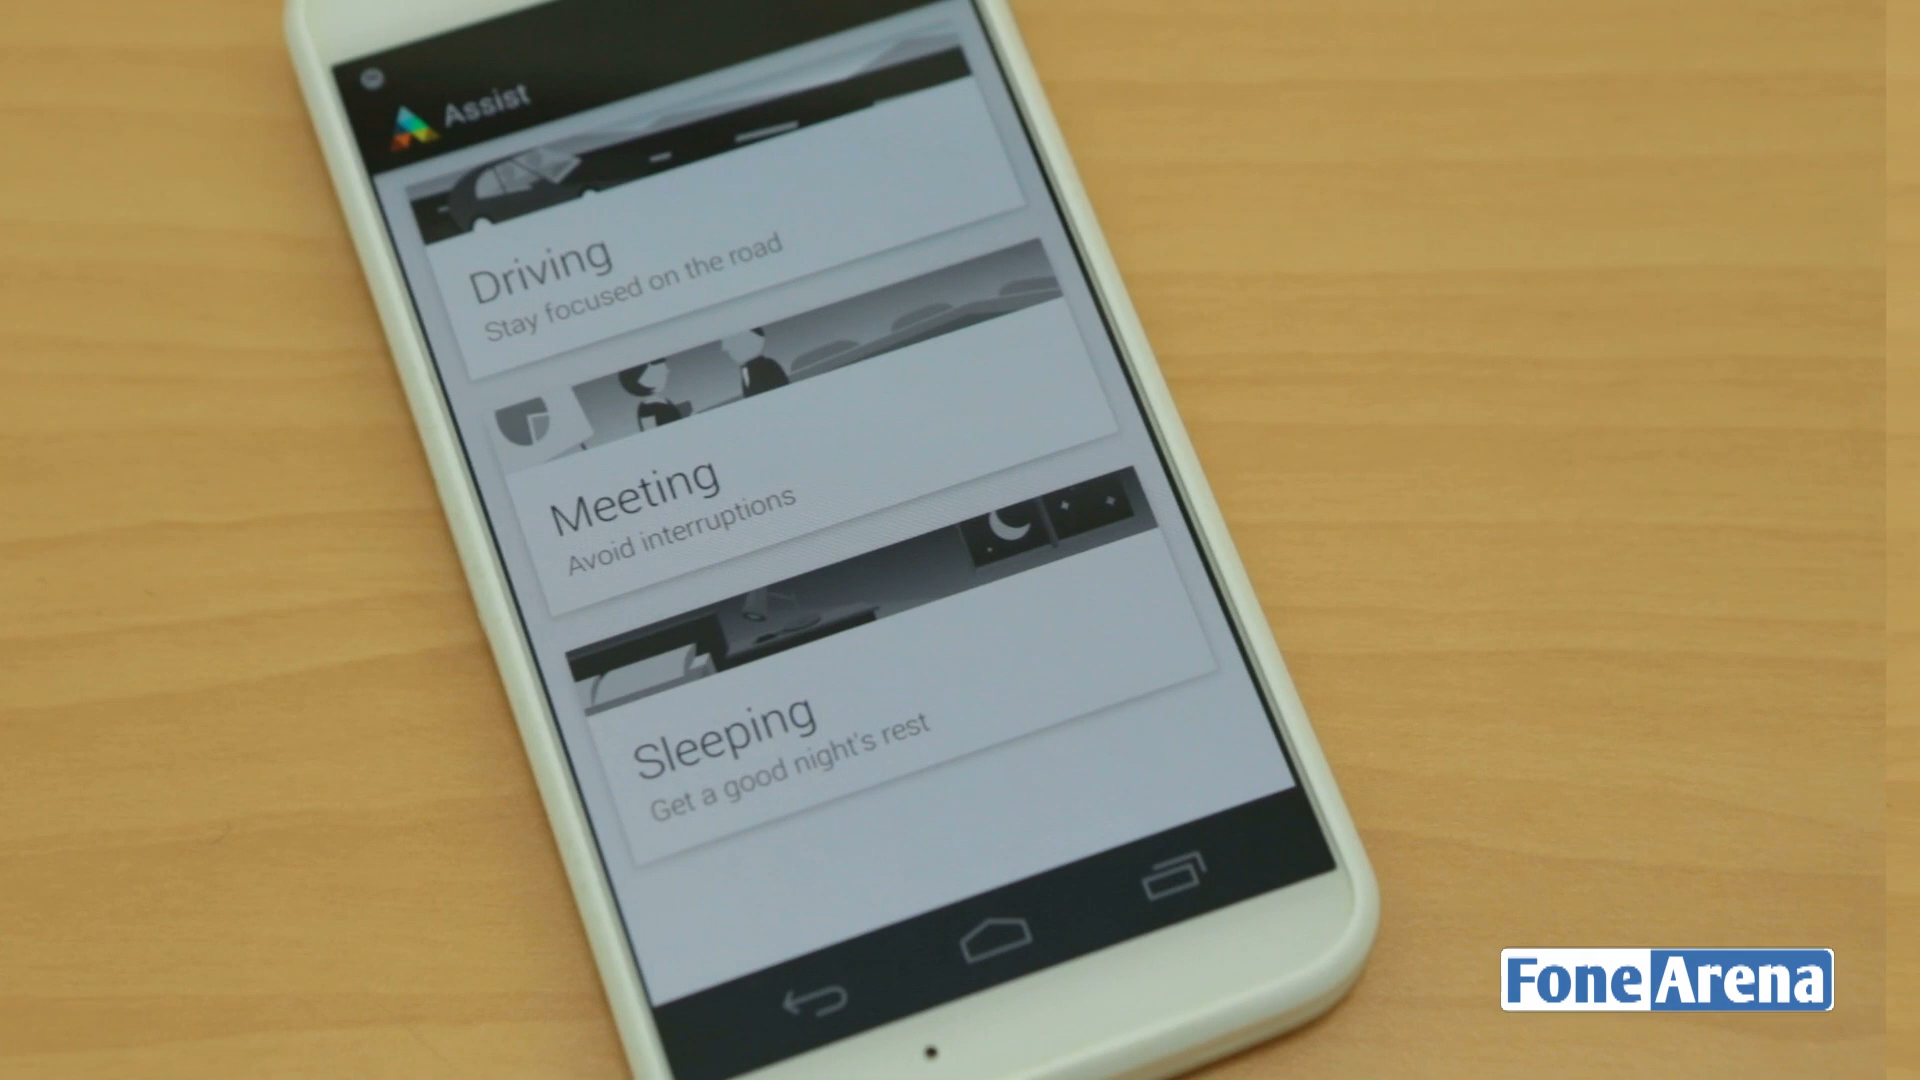 Assist
Driving
Stay focused on the road
Meeting
Avoid interruptions
Sleeping
Get a good night's rest
FoneArena